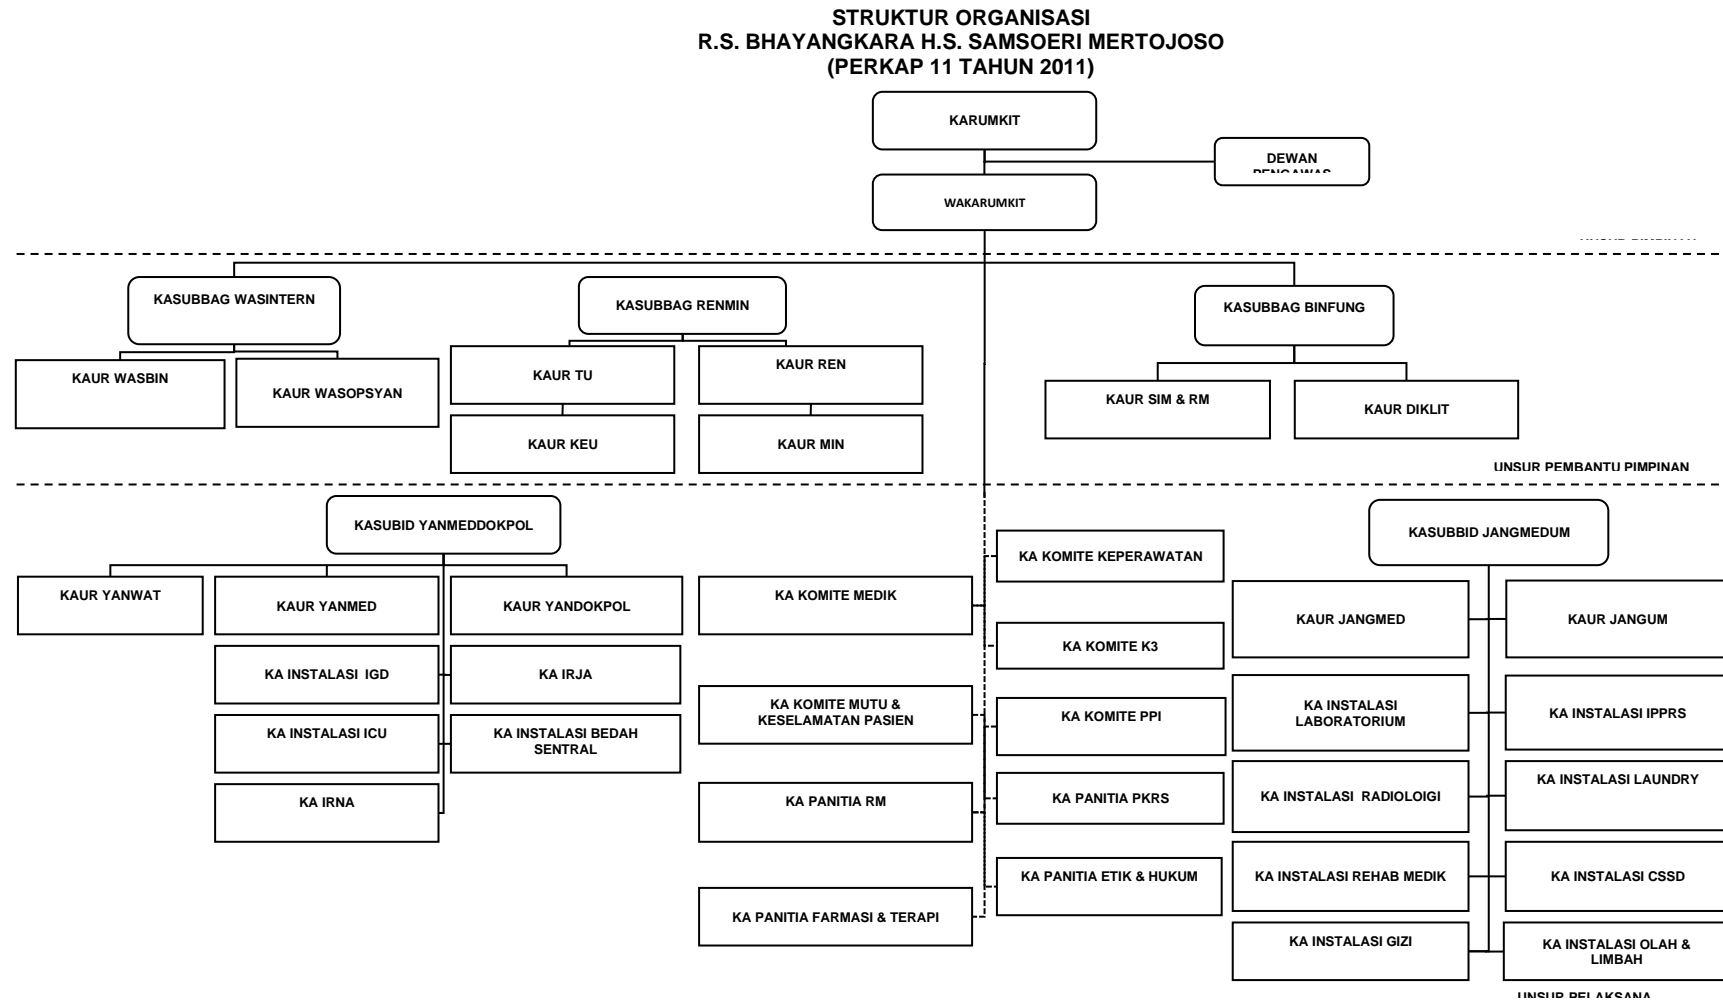 STRUKTUR ORGANISASI
R.S. BHAYANGKARA H.S. SAMSOERI MERTOJOSO
(PERKAP 11 TAHUN 2011)
KARUMKIT
DEWAN
PENGAWAS
WAKARUMKIT
KASUBBAG WASINTERN
KASUBBAG RENMIN
KASUBBAG BINFUNG
KAUR WASBIN
KAUR WASOPSYAN
KAUR TU
KAUR REN
KAUR SIM & RM
KAUR DIKLIT
KAUR KEU
KAUR MIN
UNSUR PEMBANTU PIMPINAN
KASUBID YANMEDDOKPOL
KASUBBID JANGMEDUM
KAUR YANWAT
KAUR YANMED
KAUR YANDOKPOL
KA INSTALASI  IGD
KA IRJA
KA INSTALASI ICU
KA INSTALASI BEDAH
SENTRAL
KA IRNA
KA KOMITE KEPERAWATAN
KA KOMITE MEDIK
KA KOMITE K3
KA KOMITE MUTU &
KESELAMATAN PASIEN
KA KOMITE PPI
KA PANITIA RM
KA PANITIA PKRS
KA PANITIA ETIK & HUKUM
KA PANITIA FARMASI & TERAPI
KAUR JANGMED
KAUR JANGUM
KA INSTALASI
LABORATORIUM
KA INSTALASI IPPRS
KA INSTALASI  RADIOLOIGI
KA INSTALASI LAUNDRY
KA INSTALASI REHAB MEDIK
KA INSTALASI CSSD
KA INSTALASI GIZI
KA INSTALASI OLAH &
LIMBAH
UNSUR PELAKSANA